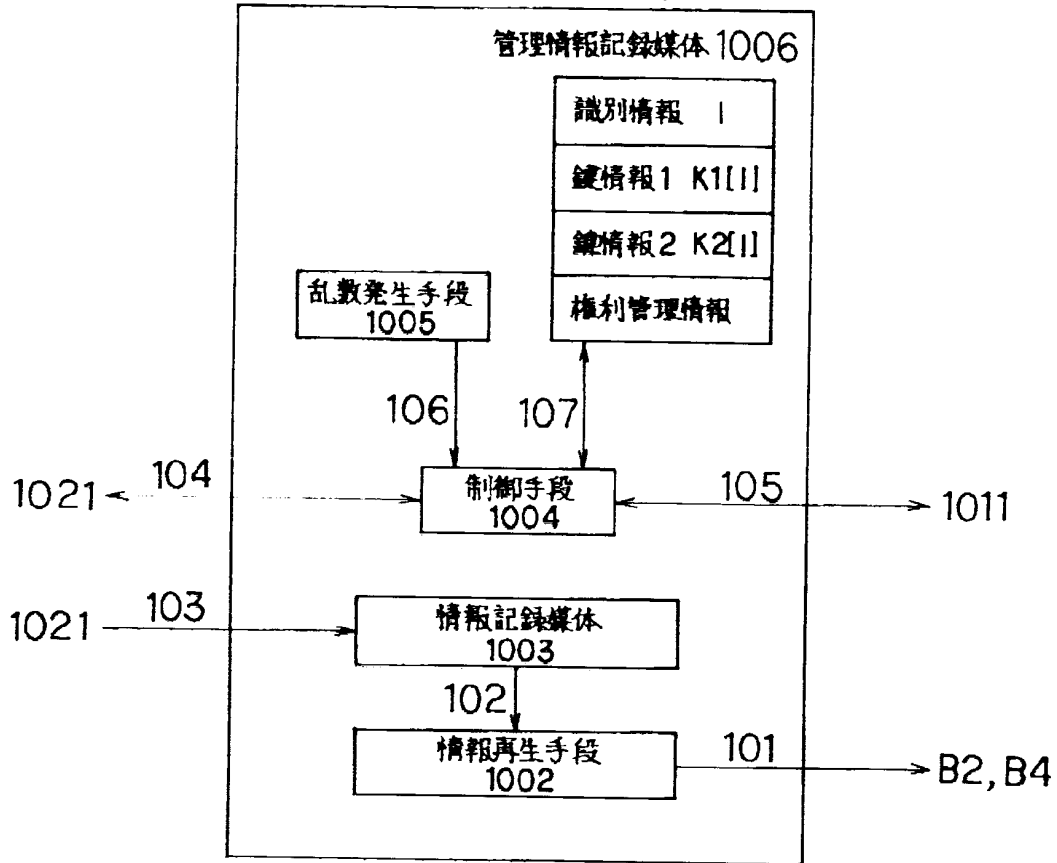 管理情報記録媒体 1006
識別情報 I
鍵情報1 K1[I]
鍵情報2 K2[I]
権利管理情報
乱数発生手段
1005
106
107
1021
104
制御手段
1004
105
1011
1021
103
情報記録媒体
1003
102
情報再生手段
1002
101
B2, B4